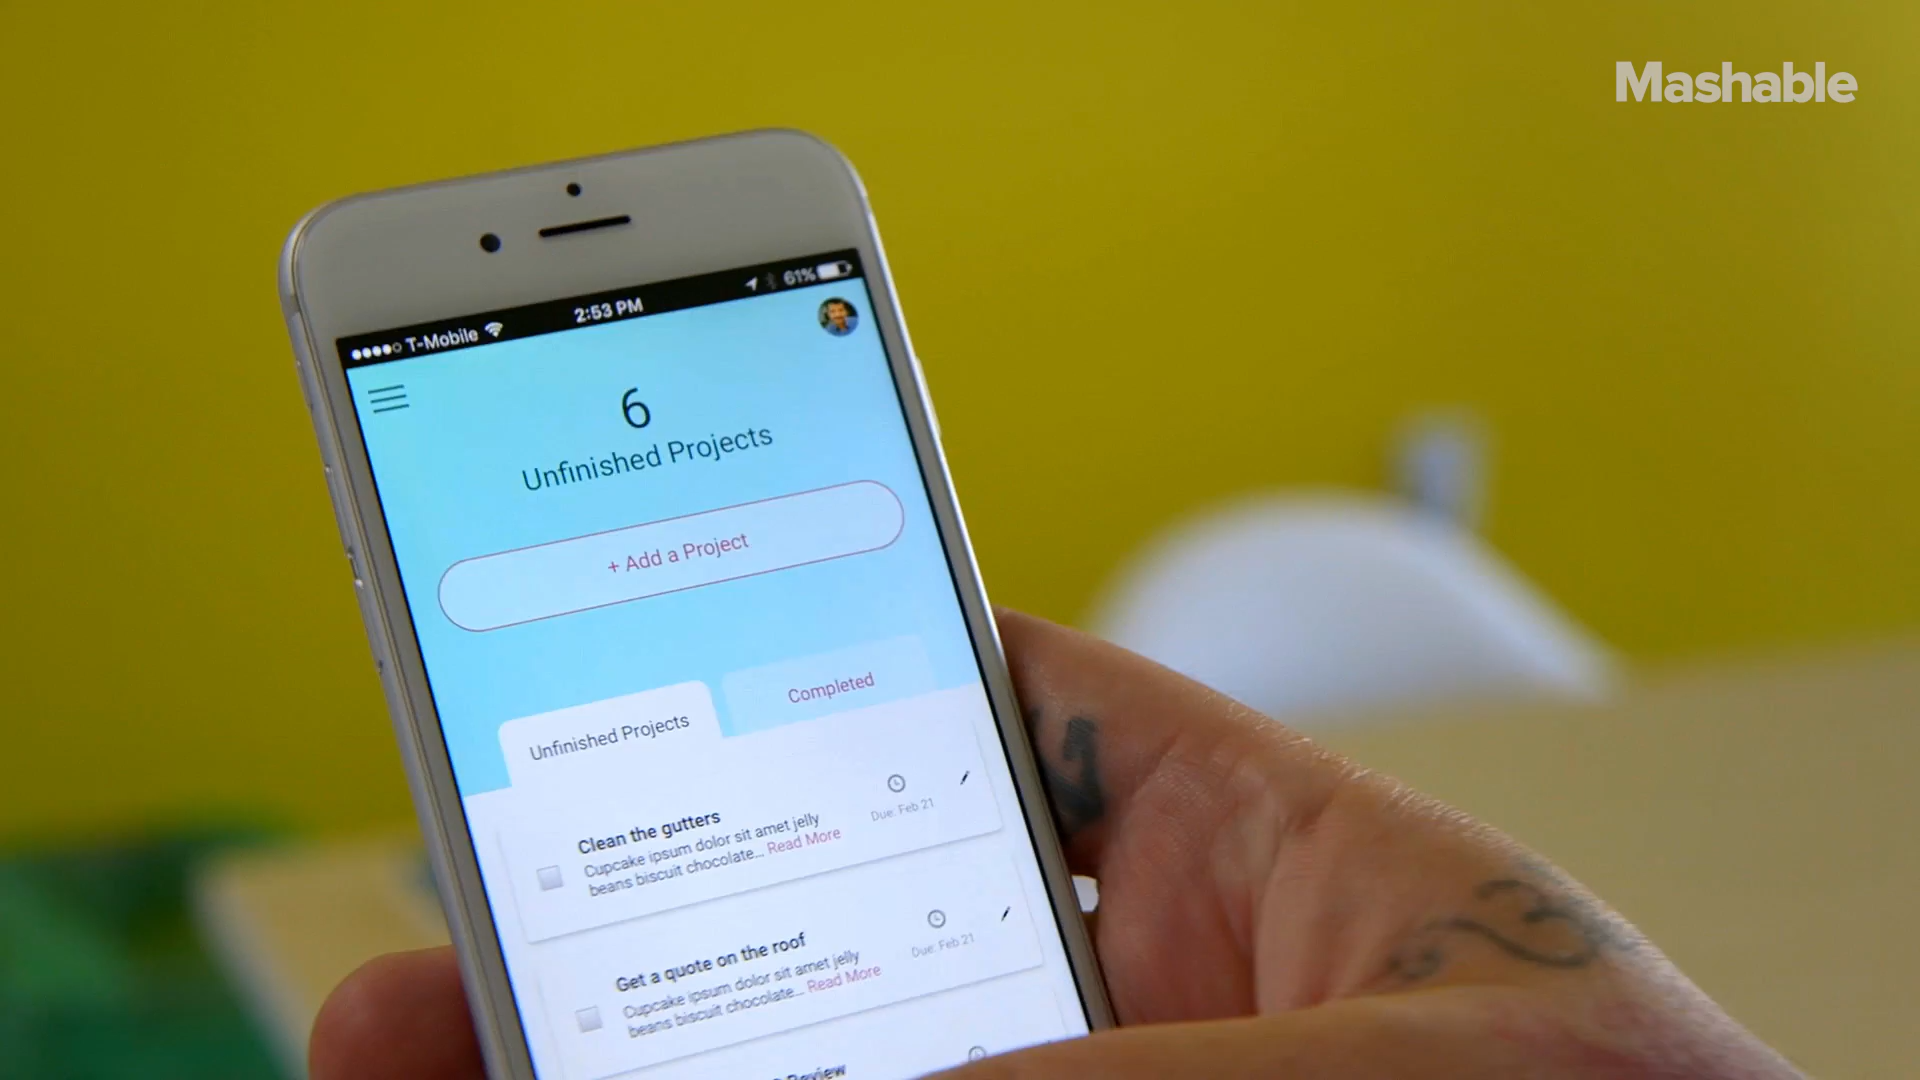 Mashable
T-Mobile
2:53 PM
61%
6
Unfinished Projects
+ Add a Project
Unfinished Projects
Completed
Clean the gutters
Cupcake ipsum dolor sit amet jelly
beans biscuit chocolate... Read More
Due: Feb 21
Get a quote on the roof
Cupcake ipsum dolor sit amet jelly
beans biscuit chocolate... Read More
Due: Feb 21
Review